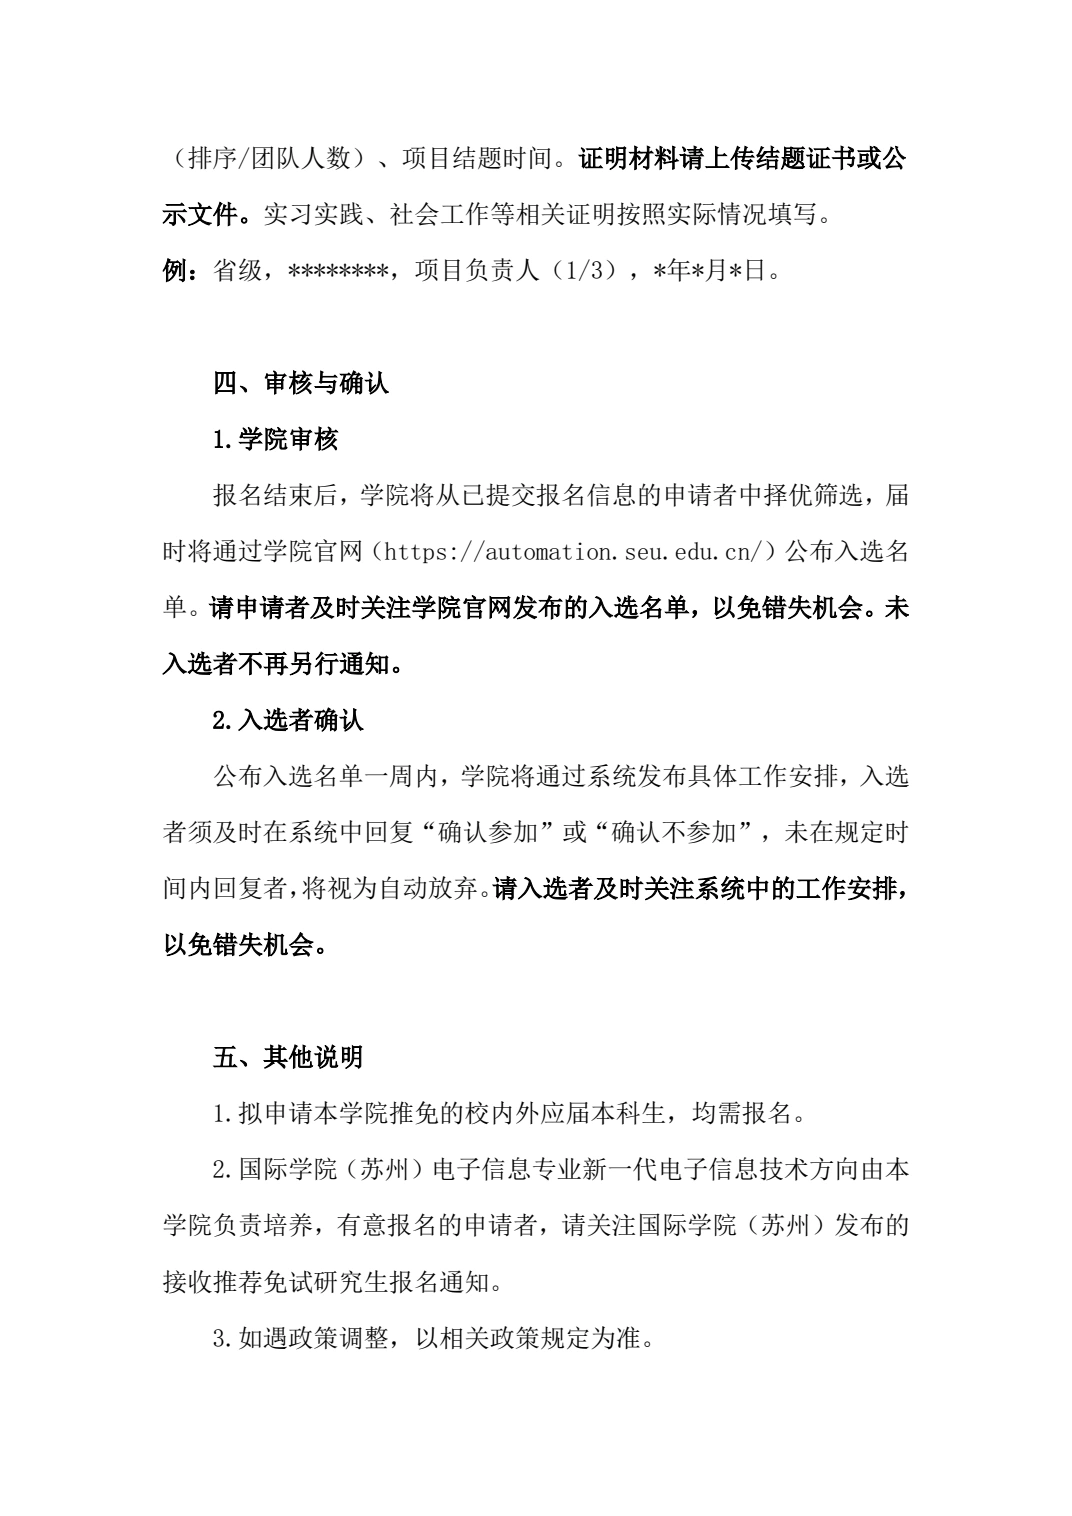 （排序/团队人数）、项目结题时间。证明材料请上传结题证书或公
示文件。实习实践、社会工作等相关证明按照实际情况填写。
例：省级，********，项目负责人（1/3），*年*月*日。
四、审核与确认
1.学院审核
报名结束后，学院将从已提交报名信息的申请者中择优筛选，届
时将通过学院官网（https://automation.seu.edu.cn/）公布入选名
单。请申请者及时关注学院官网发布的入选名单，以免错失机会。未
入选者不再另行通知。
2.入选者确认
公布入选名单一周内，学院将通过系统发布具体工作安排，入选
者须及时在系统中回复“确认参加”或“确认不参加”，未在规定时
间内回复者，将视为自动放弃。请入选者及时关注系统中的工作安排，
以免错失机会。
五、其他说明
1.拟申请本学院推免的校内外应届本科生，均需报名。
2.国际学院（苏州）电子信息专业新一代电子信息技术方向由本
学院负责培养，有意报名的申请者，请关注国际学院（苏州）发布的
接收推荐免试研究生报名通知。
3.如遇政策调整，以相关政策规定为准。